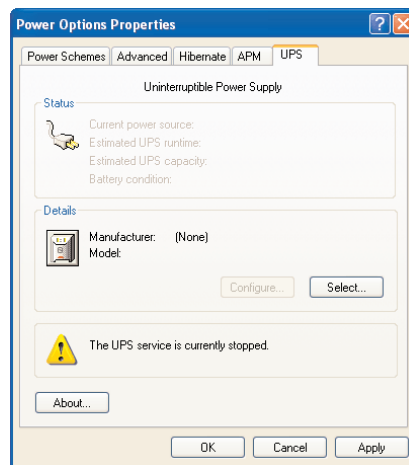 Power Options Properties
Power Schemes Advanced Hibernate APM UPS
Uninterruptible Power Supply
Status
Current power source:
Estimated UPS runtime:
Estimated UPS capacity:
Battery condition:
Details
Manufacturer: (None)
Model:
Configure... Select...
The UPS service is currently stopped.
About...
OK Cancel Apply